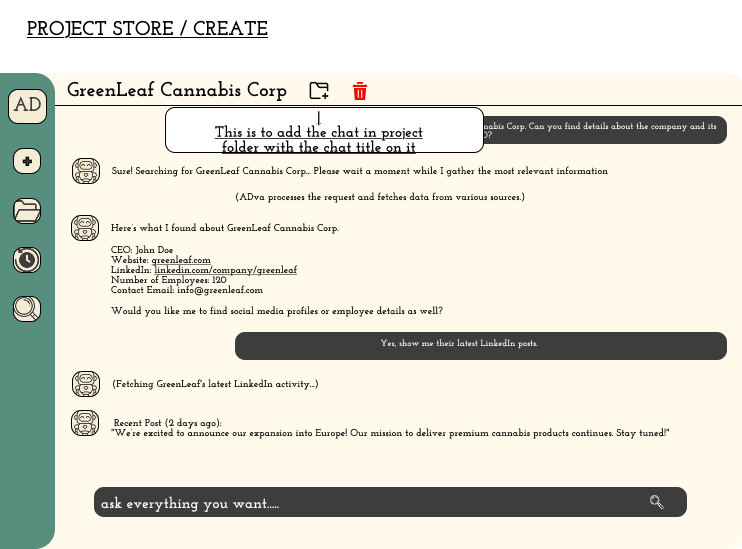 PROJECT STORE / CREATE
AD
GreenLeaf Cannabis Corp
This is to add the chat in project
folder with the chat title on it
Corp. Can you find details about the company and its
Sure! Searching for GreenLeaf Cannabis Corp... Please wait a moment while I gather the most relevant information
(ADva processes the request and fetches data from various sources.)
Here's what I found about GreenLeaf Cannabis Corp.
CEO: John Doe
Website: greenleaf.com
LinkedIn: linkedin.com/company/greenleaf
Number of Employees: 120
Contact Email: info@greenleaf.com
Would you like me to find social media profiles or employee details as well?
Yes, show me their latest LinkedIn posts.
(Fetching GreenLeaf's latest LinkedIn activity...)
Recent Post (2 days ago):
"We're excited to announce our expansion into Europe! Our mission to deliver premium cannabis products continues. Stay tuned!"
ask everything you want.....